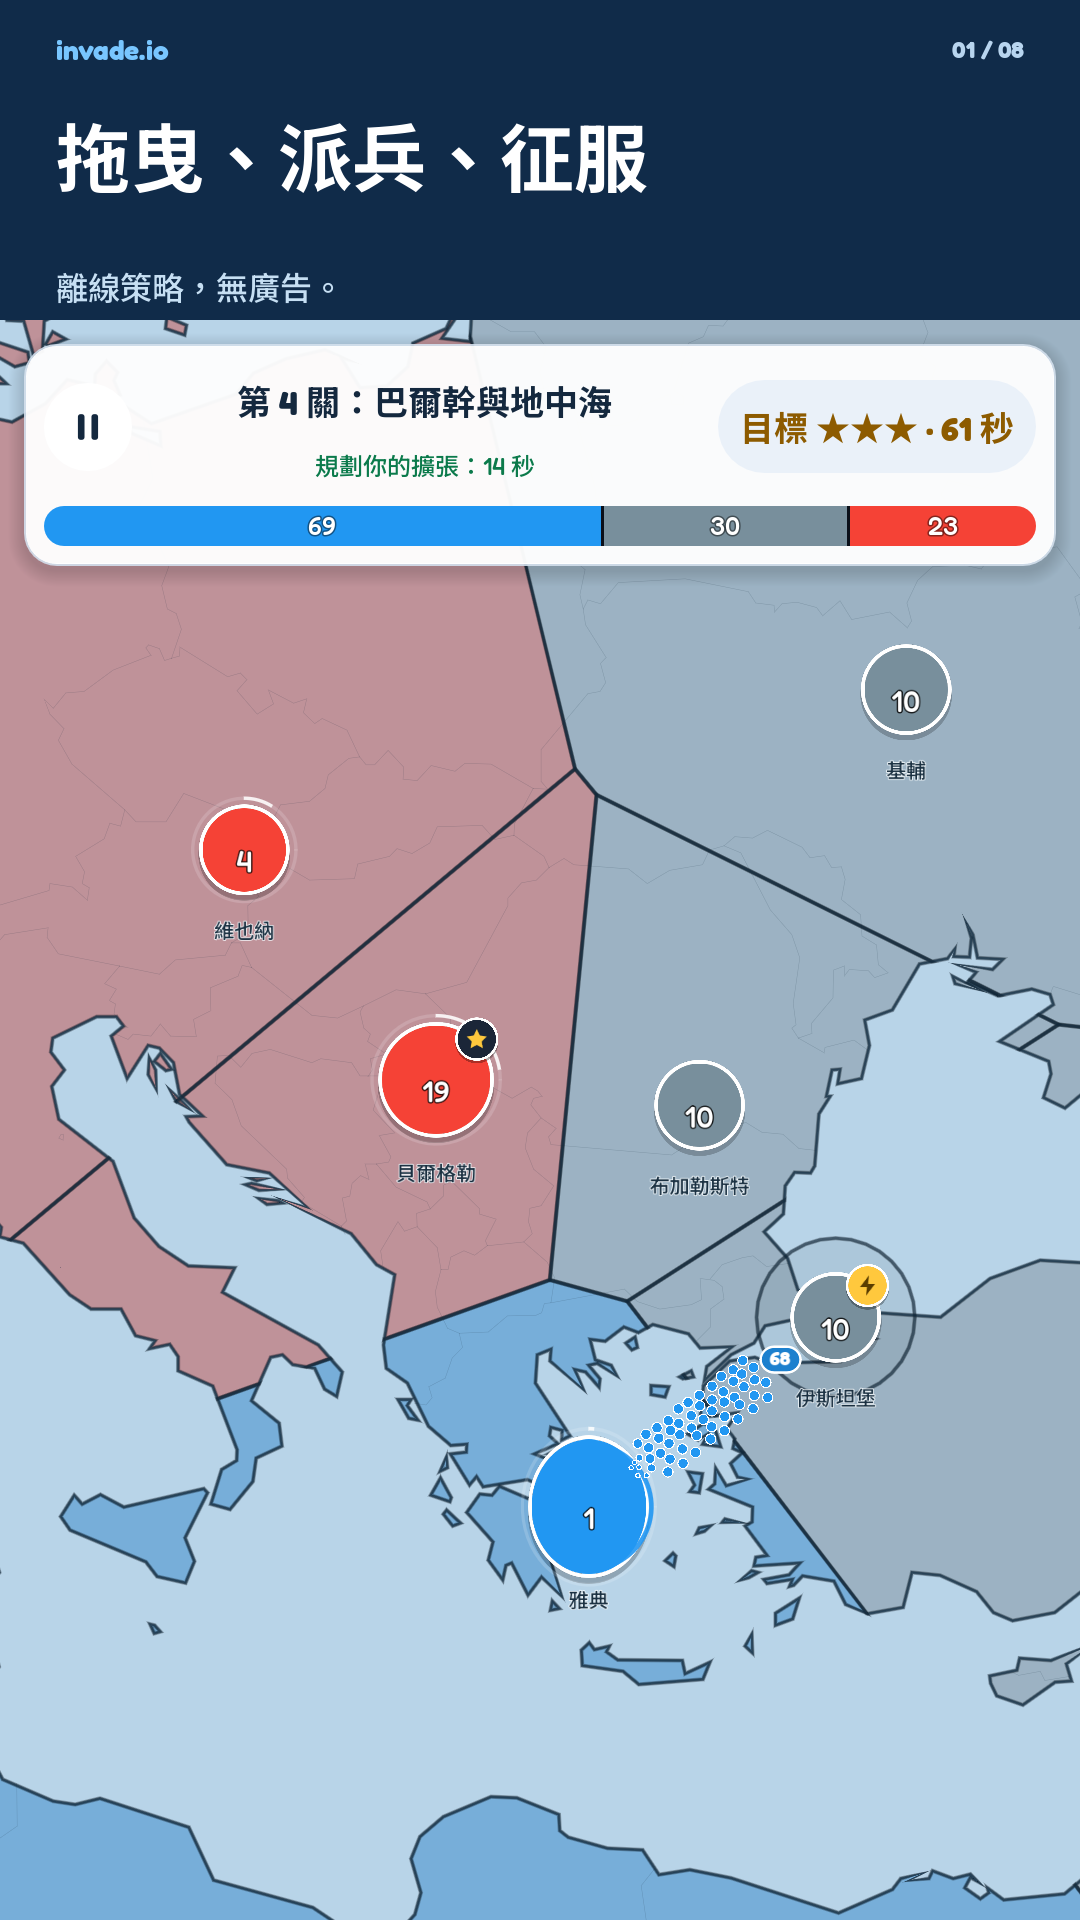 invade.io
01 / 08
拖曳、派兵、征服
離線策略，無廣告。
第 4 關：巴爾幹與地中海
目標 ★★★ · 61 秒
規劃你的擴張：14 秒
69
30
23
10
基輔
4
維也納
19
貝爾格勒
10
布加勒斯特
10
68
伊斯坦堡
1
雅典